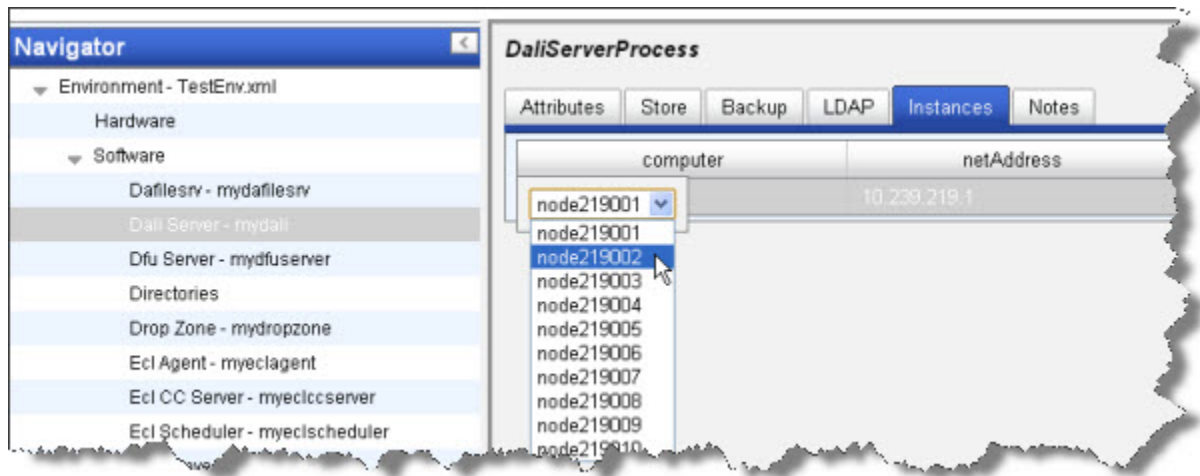 Navigator
Environment - TestEnv.xml
Hardware
Software
Dafilesrv - mydafilesrv
Dali Server - mydali
Dfu Server - mydfuserver
Directories
Drop Zone - mydropzone
Ecl Agent - myeclagent
Ecl CC Server - myeclccserver
Ecl Scheduler - myeclscheduler
DaliServerProcess
Attributes Store Backup LDAP Instances Notes
computer netAddress
node219001 10.239.219.1
node219001
node219002
node219003
node219004
node219005
node219006
node219007
node219008
node219009
node219010